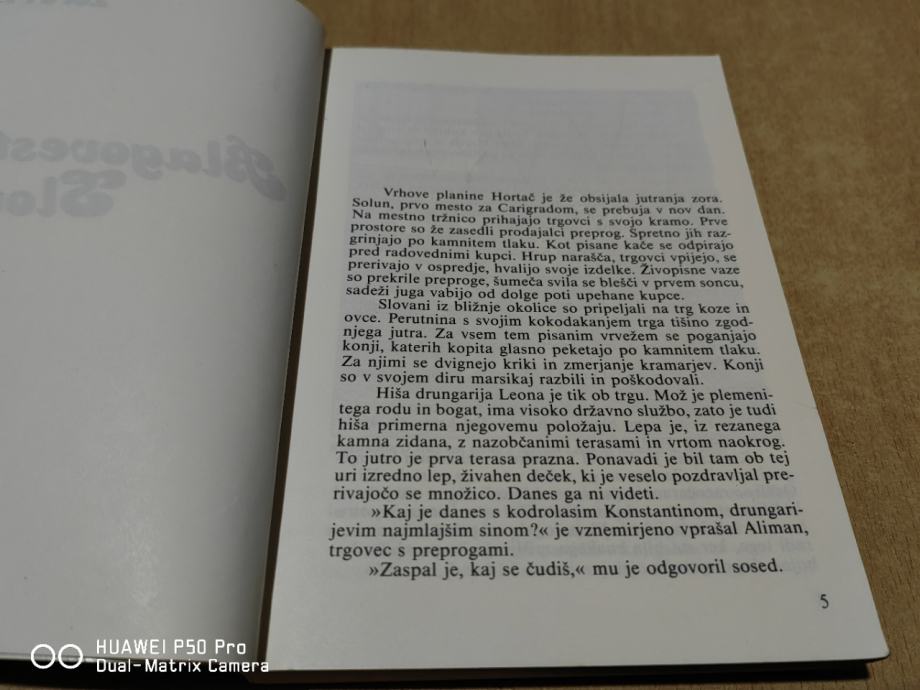 Vrhove planine Hortač je že obsijala jutranja zora.
Solun, prvo mesto za Carigradom, se prebuja v nov dan.
Na mestno tržnico prihajajo trgovci s svojo kramo. Prve
prostore so že zasedli prodajalci preprog. Spretno jih raz-
grinjajo po kamnitem tlaku. Kot pisane kače se odpirajo
pred radovednimi kupci. Hrup narašča, trgovci vpijejo, se
prerivajo v ospredje, hvalijo svoje izdelke. Živopisne vaze
so prekrile preproge, šumeča svila se blešči v prvem soncu,
sadeži juga vabijo od dolge poti upehane kupce.
Slovani iz bližnje okolice so pripeljali na trg koze in
ovce. Perutnina s svojim kokodakanjem trga tišino zgod-
njega jutra. Za vsem tem pisanim vrvežem se poganjajo
konji, katerih kopita glasno peketajo po kamnitem tlaku.
Za njimi se dvignejo kriki in zmerjanje kramarjev. Konji
so v svojem diru marsikaj razbili in poškodovali.
Hiša drungarija Leona je tik ob trgu. Mož je plemeni-
tega rodu in bogat, ima visoko državno službo, zato je tudi
hiša primerna njegovemu položaju. Lepa je, iz rezanega
kamna zidana, z nazobčanimi terasami in vrtom naokrog.
To jutro je prva terasa prazna. Ponavadi je bil tam ob tej
uri izredno lep, živahen deček, ki je veselo pozdravljal pre-
rivajočo se množico. Danes ga ni videti.
»Kaj je danes s kodrolasim Konstantinom, drungari-
jevim najmlajšim sinom?« je vznemirjeno vprašal Aliman,
trgovec s preprogami.
»Zaspal je, kaj se čudiš,« mu je odgovoril sosed.
5
HUAWEI P50 Pro
Dual-Matrix Camera